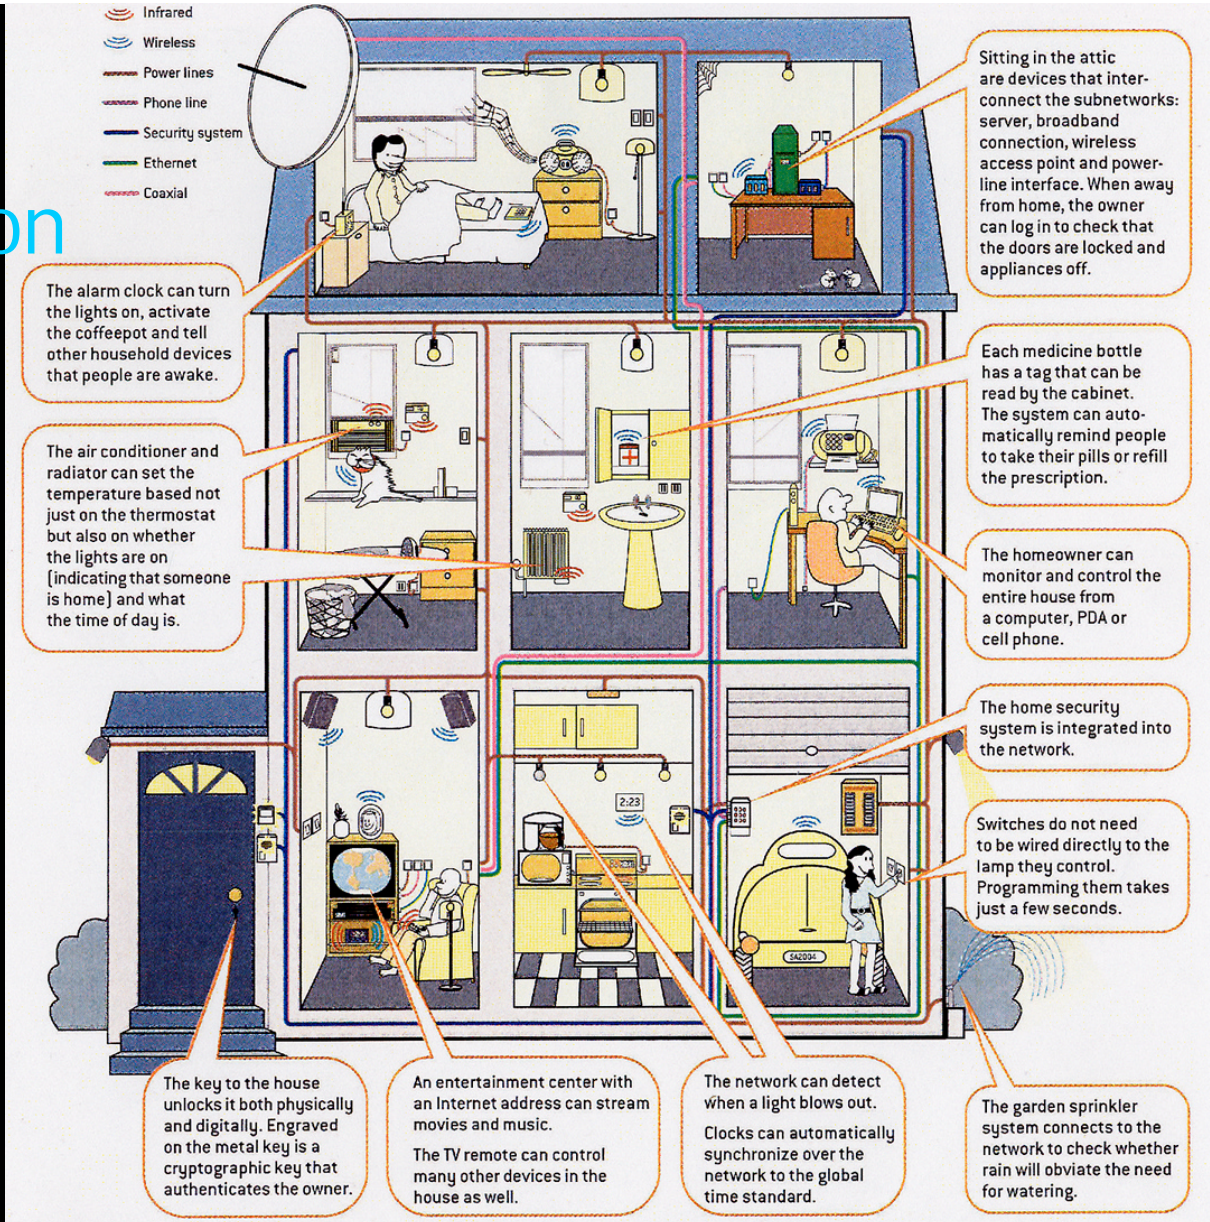 Infrared
Wireless
Power lines
Phone line
Security system
Ethernet
Coaxial
on
Sitting in the attic
are devices that inter-
connect the subnetworks:
server, broadband
connection, wireless
access point and power-
line interface. When away
from home, the owner
can log in to check that
the doors are locked and
appliances off.
The alarm clock can turn
the lights on, activate
the coffeepot and tell
other household devices
that people are awake.
Each medicine bottle
has a tag that can be
read by the cabinet.
The system can auto-
matically remind people
to take their pills or refill
the prescription.
The air conditioner and
radiator can set the
temperature based not
just on the thermostat
but also on whether
the lights are on
(indicating that someone
is home) and what
the time of day is.
The homeowner can
monitor and control the
entire house from
a computer, PDA or
cell phone.
The home security
system is integrated into
the network.
2:23
Switches do not need
to be wired directly to the
lamp they control.
Programming them takes
just a few seconds.
SA2004
The key to the house
unlocks it both physically
and digitally. Engraved
on the metal key is a
cryptographic key that
authenticates the owner.
An entertainment center with
an Internet address can stream
movies and music.
The TV remote can control
many other devices in the
house as well.
The network can detect
when a light blows out.
Clocks can automatically
synchronize over the
network to the global
time standard.
The garden sprinkler
system connects to the
network to check whether
rain will obviate the need
for watering.